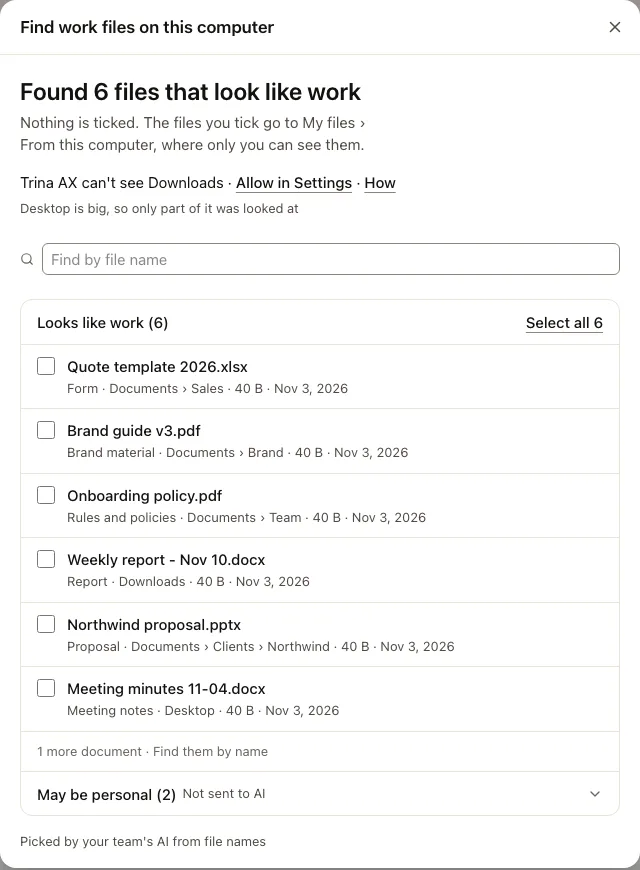 Find work files on this computer
Found 6 files that look like work
Nothing is ticked. The files you tick go to My files ›
From this computer, where only you can see them.
Trina AX can't see Downloads · Allow in Settings · How
Desktop is big, so only part of it was looked at
Find by file name
Looks like work (6) Select all 6
Quote template 2026.xlsx
Form · Documents › Sales · 40 B · Nov 3, 2026
Brand guide v3.pdf
Brand material · Documents › Brand · 40 B · Nov 3, 2026
Onboarding policy.pdf
Rules and policies · Documents › Team · 40 B · Nov 3, 2026
Weekly report - Nov 10.docx
Report · Downloads · 40 B · Nov 3, 2026
Northwind proposal.pptx
Proposal · Documents › Clients › Northwind · 40 B · Nov 3, 2026
Meeting minutes 11-04.docx
Meeting notes · Desktop · 40 B · Nov 3, 2026
1 more document · Find them by name
May be personal (2) Not sent to AI
Picked by your team's AI from file names